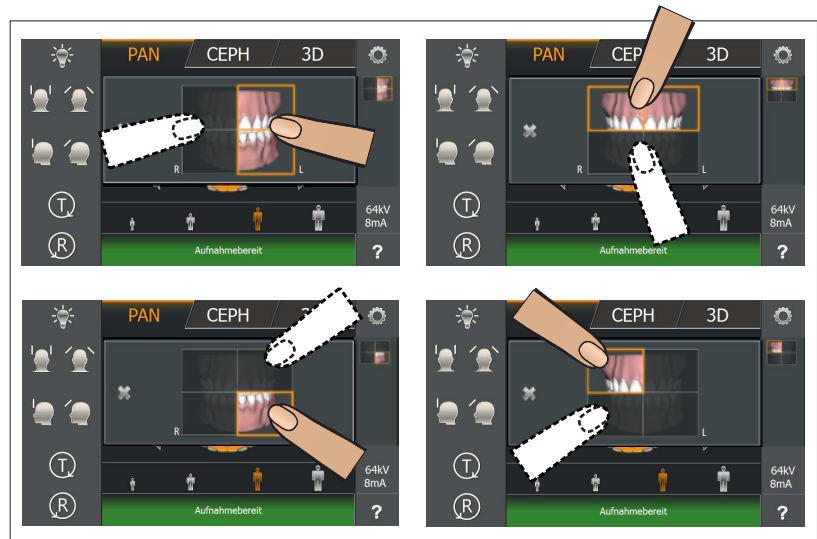 PAN CEPH 3D
R L
T
64kV
8mA
R
Aufnahmebereit
?
PAN CEP 3D
R L
T
64kV
8mA
R
Aufnahmebereit
?
PAN CEPH
R
T
64kV
8mA
R
Aufnahmebereit
?
CEPH 3D
L
T
64kV
8mA
R
Aufnahmebereit
?